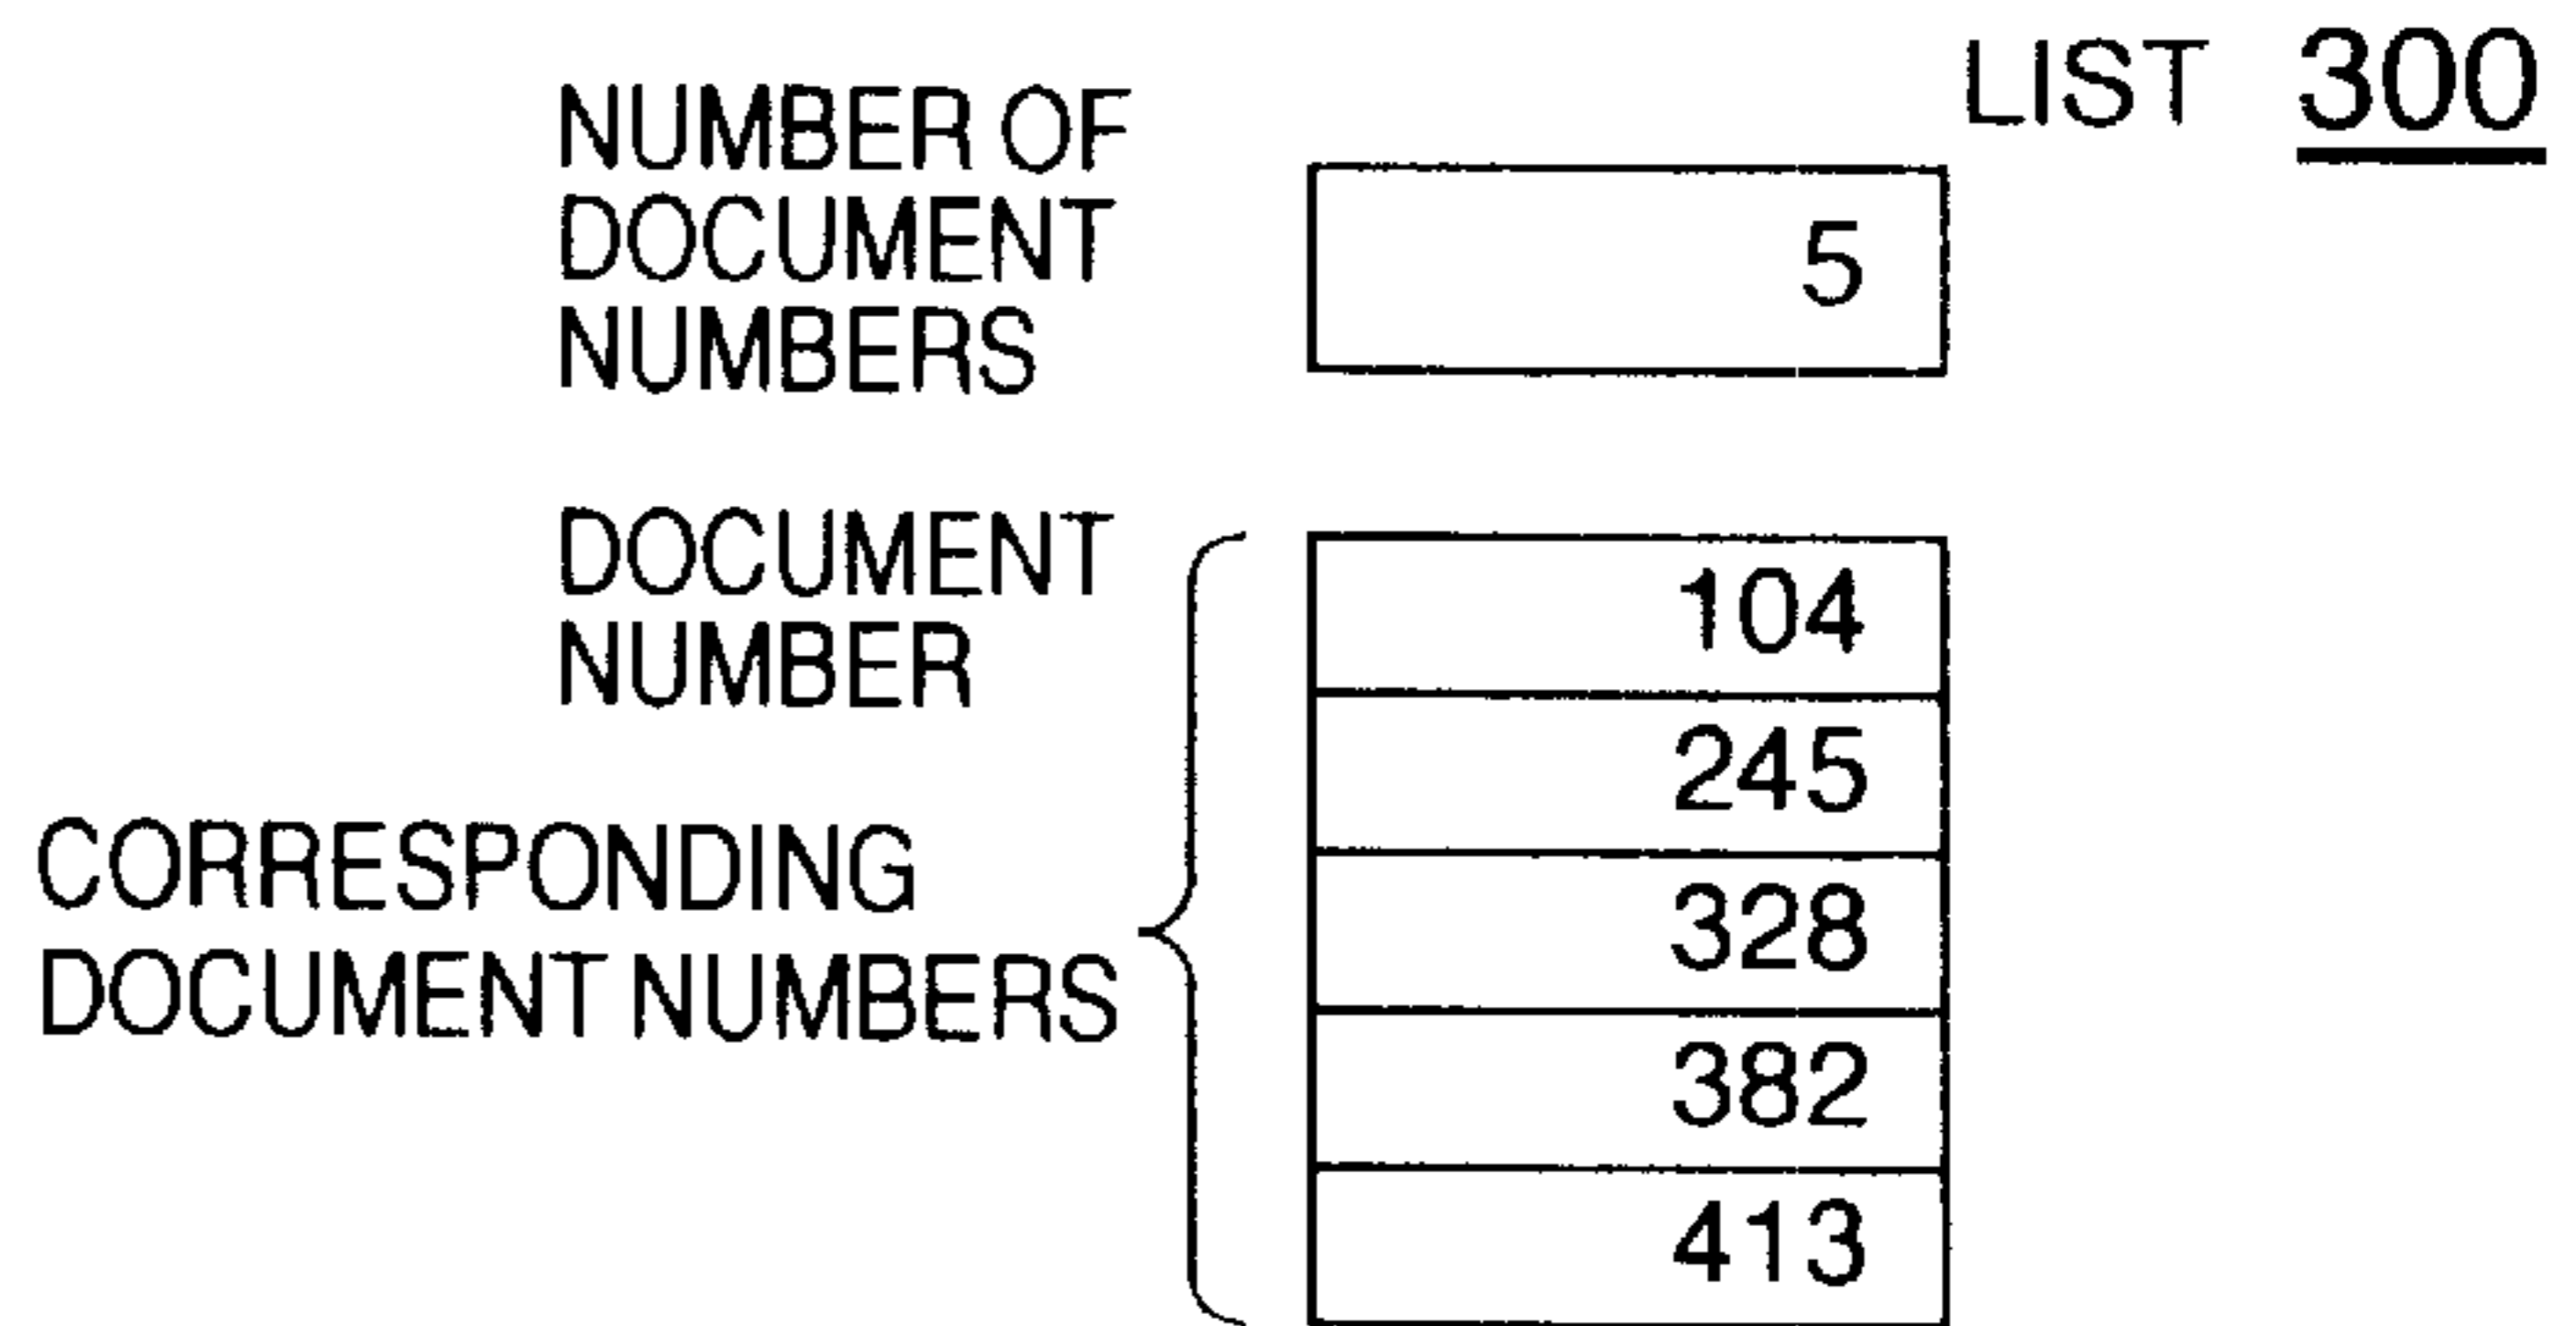 LIST 300
NUMBER OF
DOCUMENT
NUMBERS
5
DOCUMENT
NUMBER
104
245
CORRESPONDING
DOCUMENT NUMBERS
328
382
413